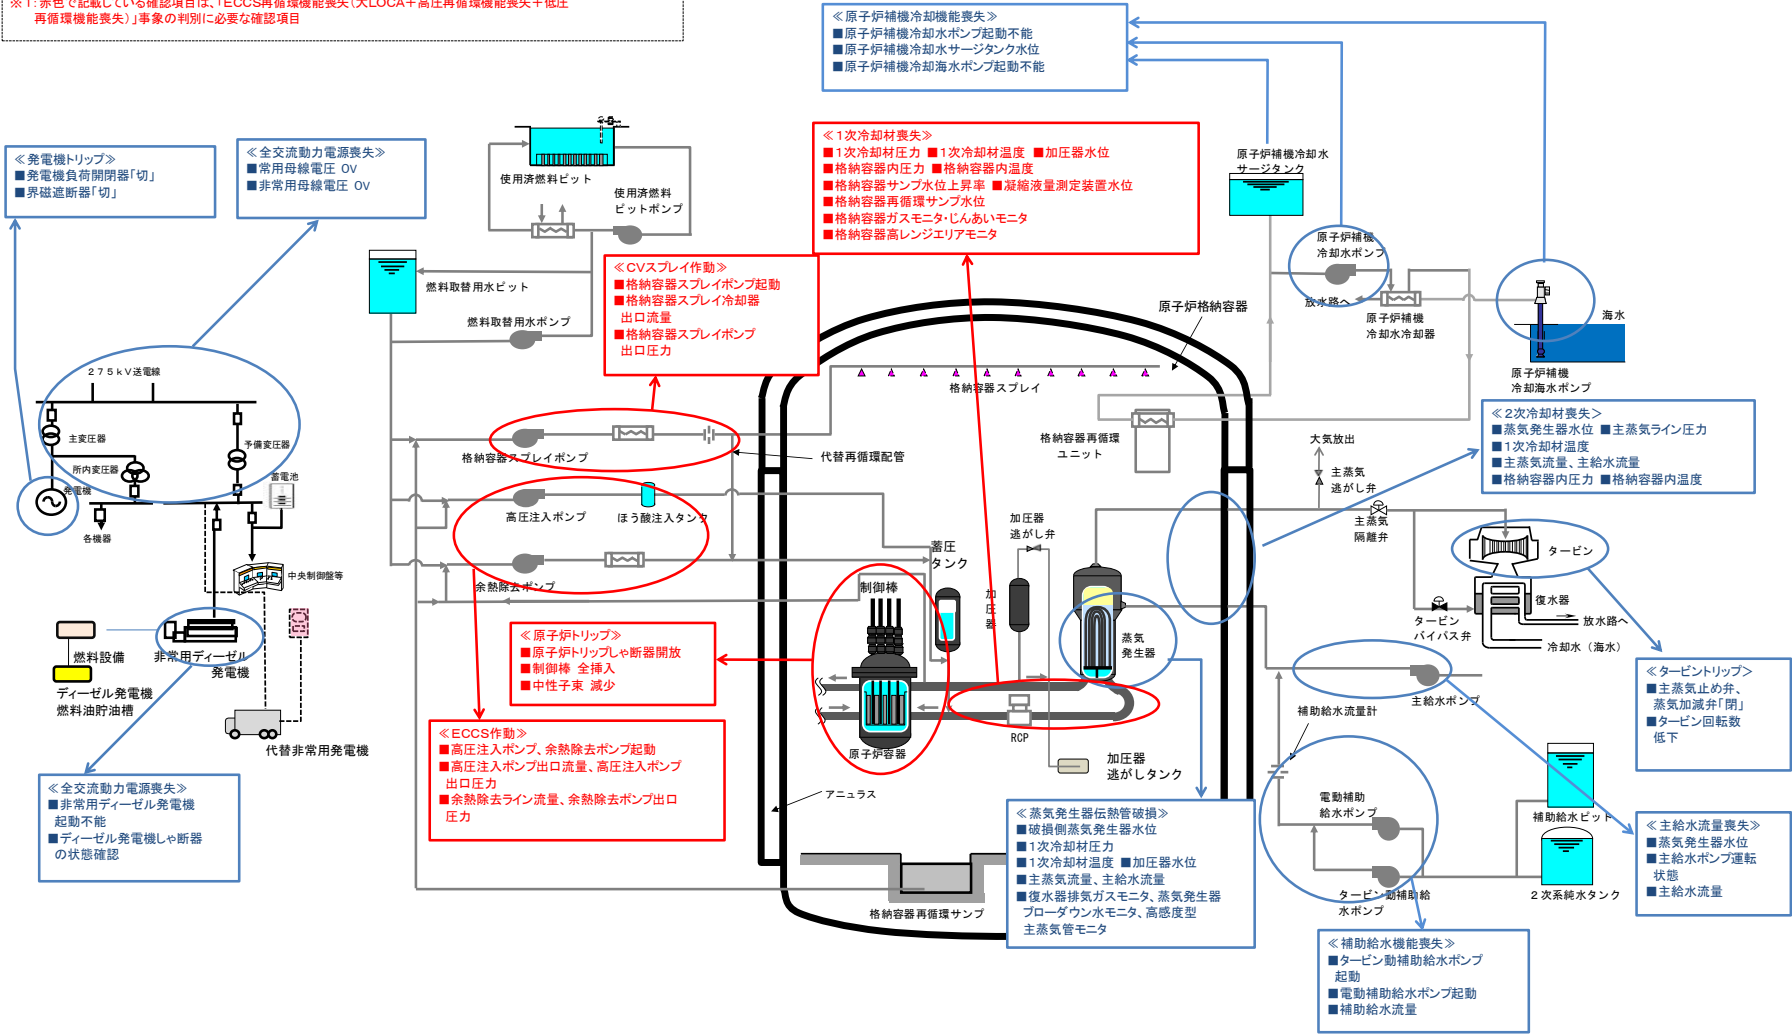 ※1：赤色で記載している確認項目は、「ECCS再循環機能喪失（大LOCA＋高圧再循環機能喪失＋低圧
再循環機能喪失）」事象の判別に必要な確認項目
≪原子炉補機冷却機能喪失≫
■原子炉補機冷却水ポンプ起動不能
■原子炉補機冷却水サージタンク水位
■原子炉補機冷却海水ポンプ起動不能
≪発電機トリップ≫
■発電機負荷開閉器「切」
■界磁遮断器「切」
≪全交流動力電源喪失≫
■常用母線電圧 0V
■非常用母線電圧 0V
使用済燃料ピット
使用済燃料
ピットポンプ
≪1次冷却材喪失≫
■1次冷却材圧力 ■1次冷却材温度 ■加圧器水位
■格納容器内圧力 ■格納容器内温度
■格納容器サンプ水位上昇率 ■凝縮液量測定装置水位
■格納容器再循環サンプ水位
■格納容器ガスモニタ・じんあいモニタ
■格納容器高レンジエリアモニタ
原子炉補機冷却水
サージタンク
原子炉補機
冷却水ポンプ
放水路へ
原子炉補機
冷却水冷却器
海水
原子炉補機
冷却海水ポンプ
燃料取替用水ピット
燃料取替用水ポンプ
≪CVスプレイ作動≫
■格納容器スプレイポンプ起動
■格納容器スプレイ冷却器
出口流量
■格納容器スプレイポンプ
出口圧力
原子炉格納容器
格納容器スプレイ
275kV送電線
主変圧器
予備変圧器
所内変圧器
蓄電池
発電機
各機器
中央制御盤等
格納容器スプレイポンプ
代替再循環配管
高圧注入ポンプ
ほう酸注入タンク
余熱除去ポンプ
格納容器再循環
ユニット
≪2次冷却材喪失＞
■蒸気発生器水位 ■主蒸気ライン圧力
■1次冷却材温度
■主蒸気流量、主給水流量
■格納容器内圧力 ■格納容器内温度
大気放出
主蒸気
逃がし弁
主蒸気
隔離弁
タービン
復水器
放水路へ
冷却水（海水）
タービン
バイパス弁
加圧器
逃がし弁
蓄圧
タンク
制御棒
加
圧
器
蒸気
発生器
燃料設備
非常用ディーゼル
発電機
ディーゼル発電機
燃料油貯油槽
代替非常用発電機
≪原子炉トリップ≫
■原子炉トリップしゃ断器開放
■制御棒 全挿入
■中性子束 減少
≪ECCS作動≫
■高圧注入ポンプ、余熱除去ポンプ起動
■高圧注入ポンプ出口流量、高圧注入ポンプ
出口圧力
■余熱除去ライン流量、余熱除去ポンプ出口
圧力
原子炉容器
RCP
加圧器
逃がしタンク
アニュラス
格納容器再循環サンプ
≪全交流動力電源喪失≫
■非常用ディーゼル発電機
起動不能
■ディーゼル発電機しゃ断器
の状態確認
≪蒸気発生器伝熱管破損≫
■破損側蒸気発生器水位
■1次冷却材圧力
■1次冷却材温度 ■加圧器水位
■主蒸気流量、主給水流量
■復水器排気ガスモニタ、蒸気発生器
ブローダウン水モニタ、高感度型
主蒸気管モニタ
主給水ポンプ
補助給水流量計
電動補助
給水ポンプ
タービン動補助給
水ポンプ
補助給水ピット
2次系純水タンク
≪タービントリップ≫
■主蒸気止め弁、
蒸気加減弁「閉」
■タービン回転数
低下
≪主給水流量喪失≫
■蒸気発生器水位
■主給水ポンプ運転
状態
■主給水流量
≪補助給水機能喪失≫
■タービン動補助給水ポンプ
起動
■電動補助給水ポンプ起動
■補助給水流量